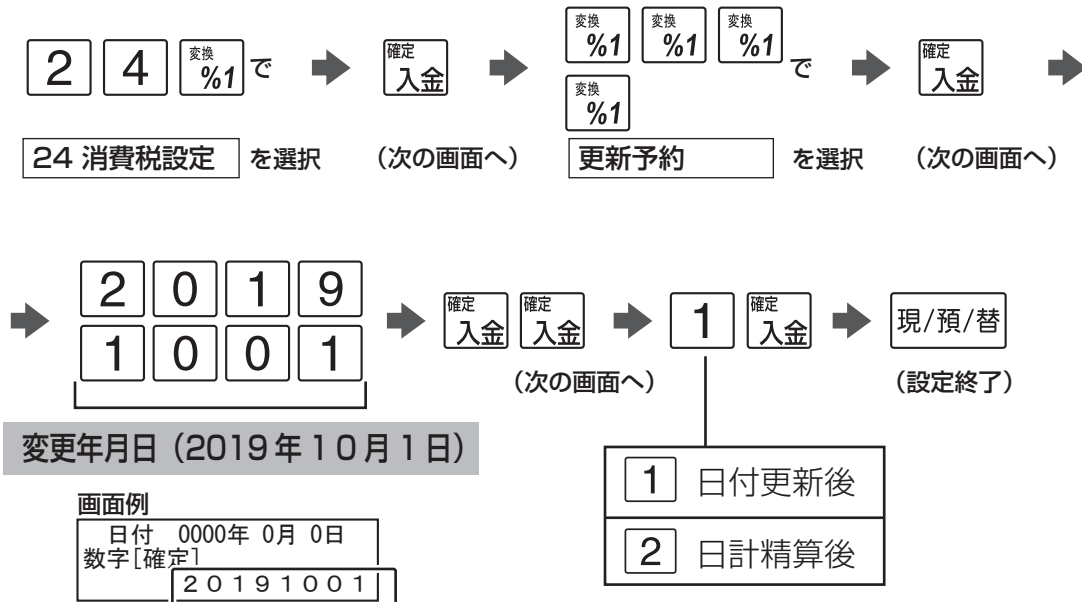 2 4 変換 %1 で 確定 入金 変換 %1 変換 %1 変換 %1 変換 %1 で 確定 入金
24 消費税設定 を選択 (次の画面へ) 更新予約 を選択 (次の画面へ)
2 0 1 9
1 0 0 1
確定 入金 確定 入金 1 確定 入金 現/預/替
(次の画面へ) (設定終了)
変更年月日(2019年10月1日)
1 日付更新後
2 日計精算後
画面例
日付 0000年 0月 0日
数字[確定]
20191001